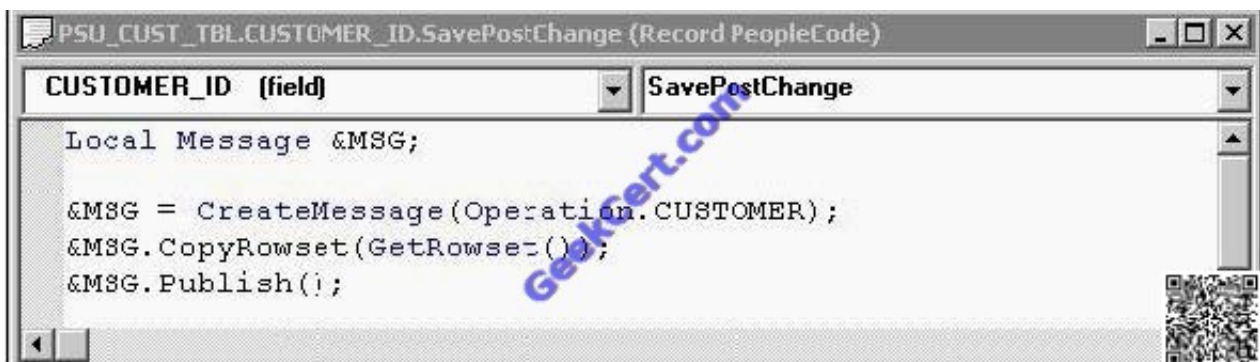 PSU_CUST_TBL.CUSTOMER_ID.SavePostChange (Record PeopleCode)
CUSTOMER_ID (field) SavePostChange
Local Message &MSG;
&MSG = CreateMessage(Operation.CUSTOMER);
&MSG.CopyRowset(GetRowset());
&MSG.Publish();
GeekCert.com